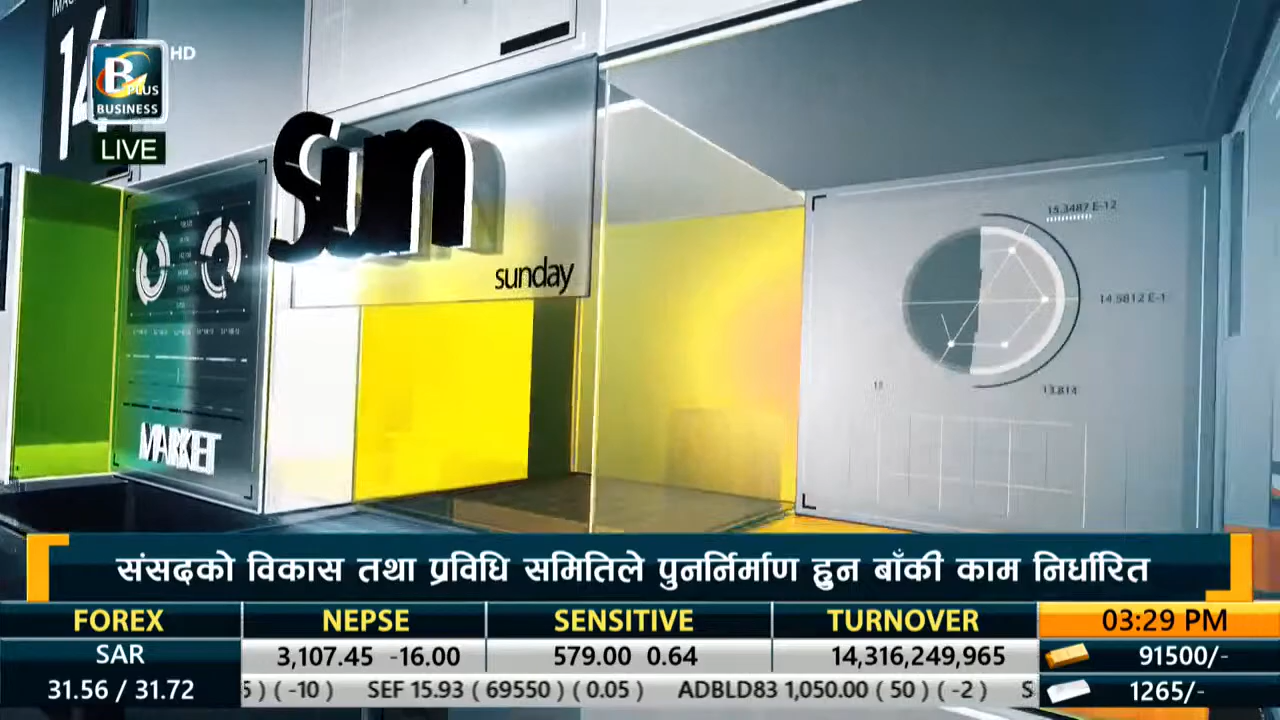 14
HD
B
PLUS
BUSINESS
LIVE
Sun
sunday
15.3487 E-12
14.5812 E-1
13.814
MARKET
संसदको विकास तथा प्रविधि समितिले पुनर्निर्माण हुन बाँकी काम निर्धारित
FOREX NEPSE SENSITIVE TURNOVER 03:29 PM
SAR 3,107.45 -16.00 579.00 0.64 14,316,249,965 91500/-
31.56 / 31.72 5 ) ( -10 ) SEF 15.93 ( 69550 ) ( 0.05 ) ADBLD83 1,050.00 ( 50 ) ( -2 ) S 1265/-